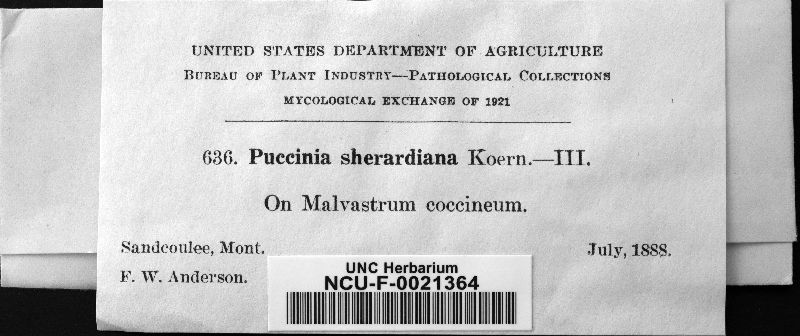 UNITED STATES DEPARTMENT OF AGRICULTURE
BUREAU OF PLANT INDUSTRY—PATHOLOGICAL COLLECTIONS
MYCOLOGICAL EXCHANGE OF 1921
636. Puccinia sherardiana Koern.—III.
On Malvastrum coccineum.
Sandcoulee, Mont. July, 1888.
F. W. Anderson.
UNC Herbarium
NCU-F-0021364